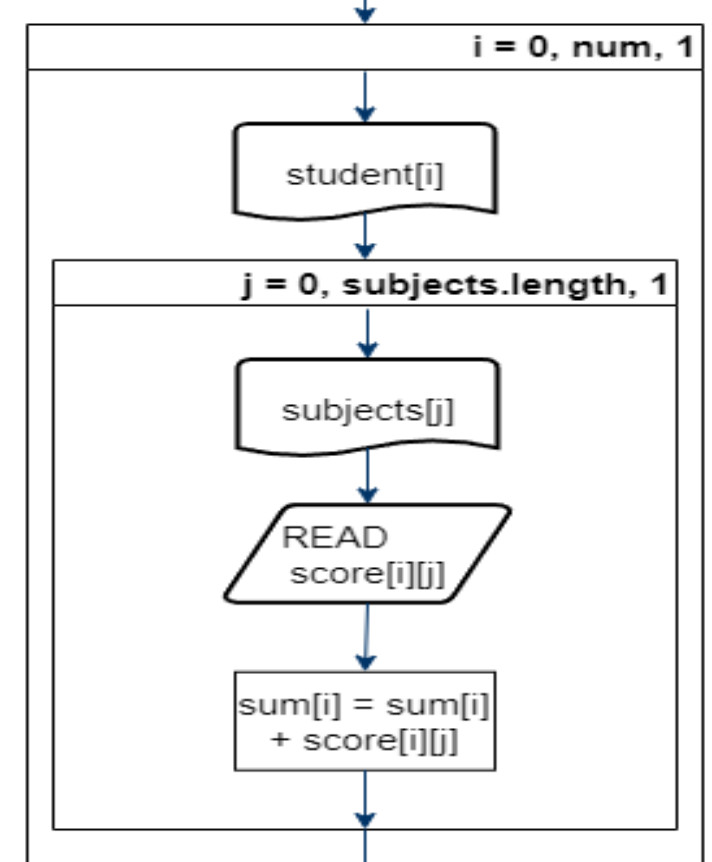 i = 0, num, 1
student[i]
j = 0, subjects.length, 1
subjects[j]
READ
score[i][j]
sum[i] = sum[i]
+ score[i][j]